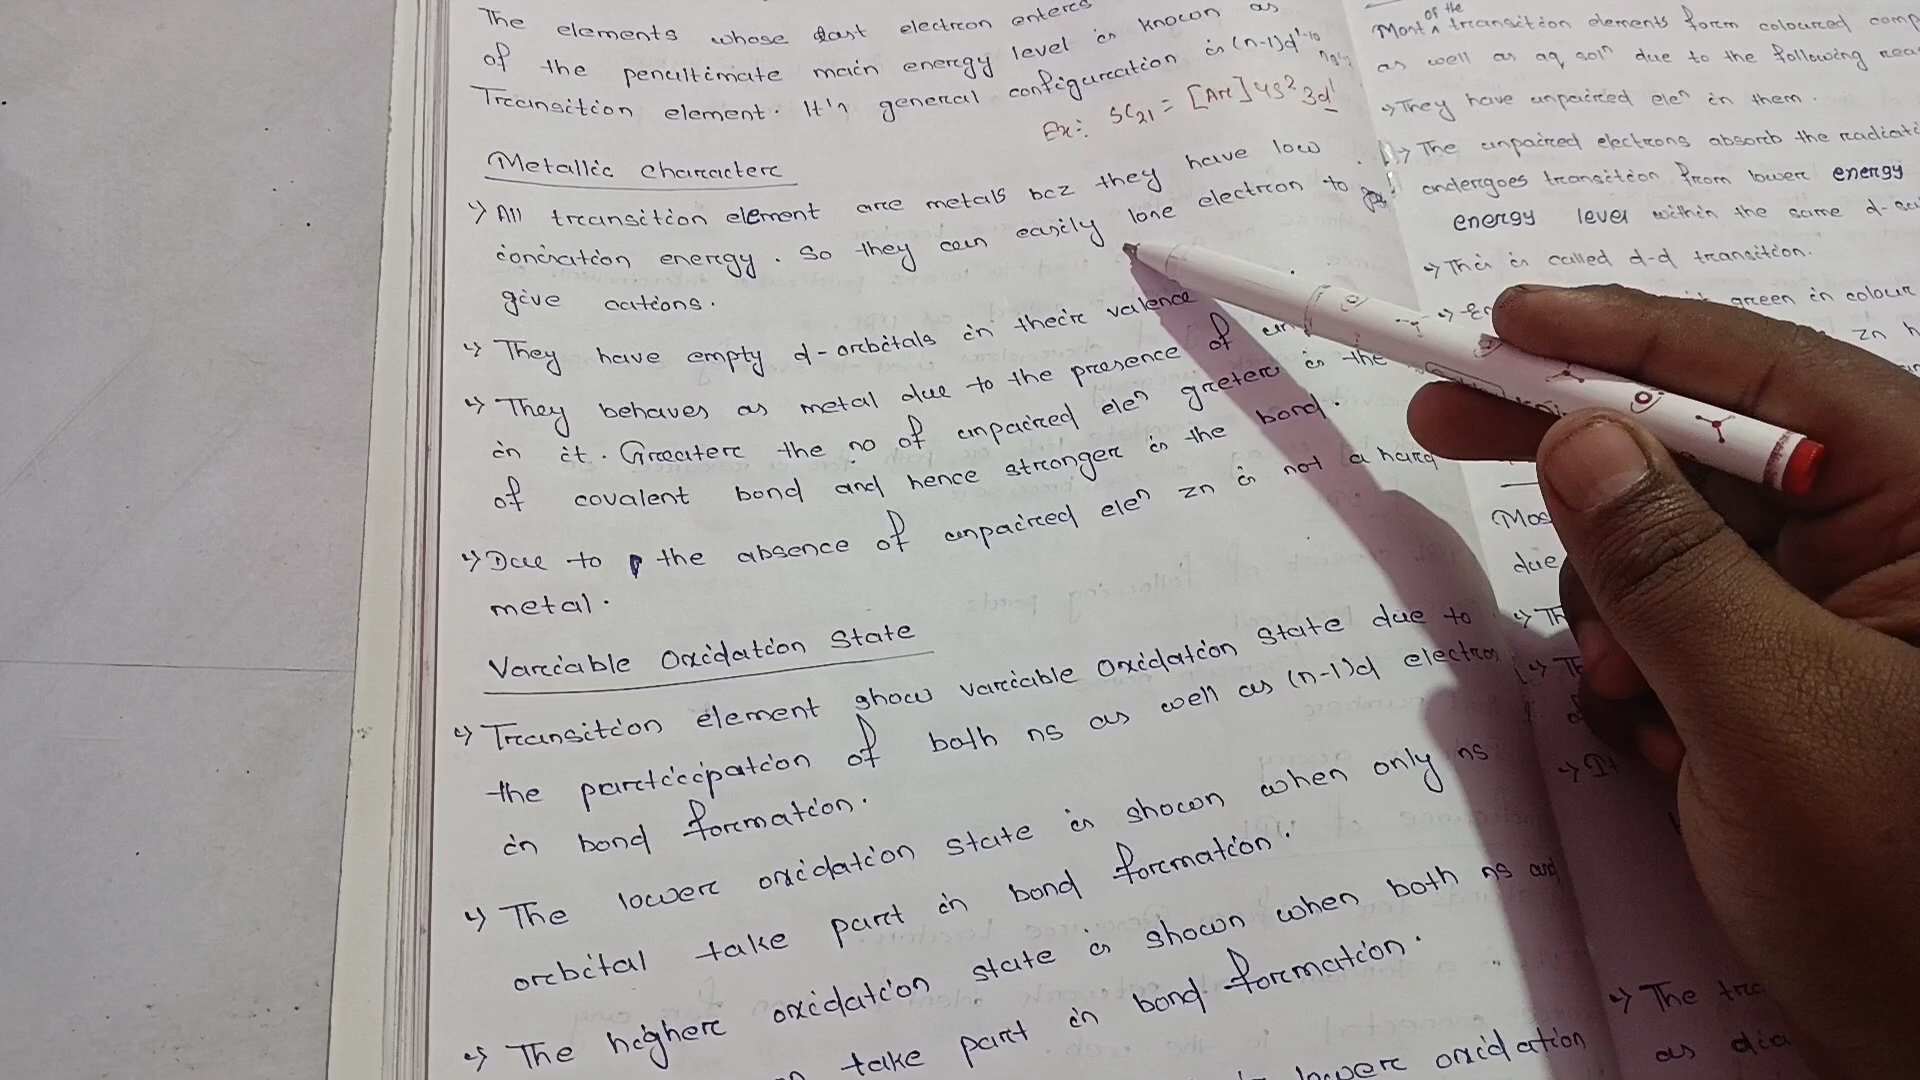 The elements whose last electron enters
of the penultimate main energy level is known as
Transition element. It's general configuration is (n-1)d¹⁻¹⁰
Ex:- Sc₂₁ = [Ar] 4s² 3d¹
Metallic character
→ All transition element are metals bcz they have low
ionisation energy. So they can easily lose electron to
give cations.
→ They have empty d-orbitals in their valence
→ They behaves as metal due to the presence of
in it. Greater the no of unpaired eleⁿ greter is the
of covalent bond and hence stronger is the bond.
→ Due to the absence of unpaired eleⁿ Zn is not a hard
metal.
Variable Oxidation State
→ Transition element show variable Oxidation state due to
the participation of both ns as well as (n-1)d electron
in bond formation.
→ The lower oxidation state is shown when only ns
orbital take part in bond formation.
→ The higher oxidation state is shown when both ns and
take part in bond formation.
lower oxidation
Most of the transition elements form coloured
as well as aq solⁿ due to the following
→ They have unpaired eleⁿ in them.
→ The unpaired electrons absorb the
undergoes transition from lower energy
energy level within the same
→ This is called d-d transition.
green in colour
Zn
due
→ The
as